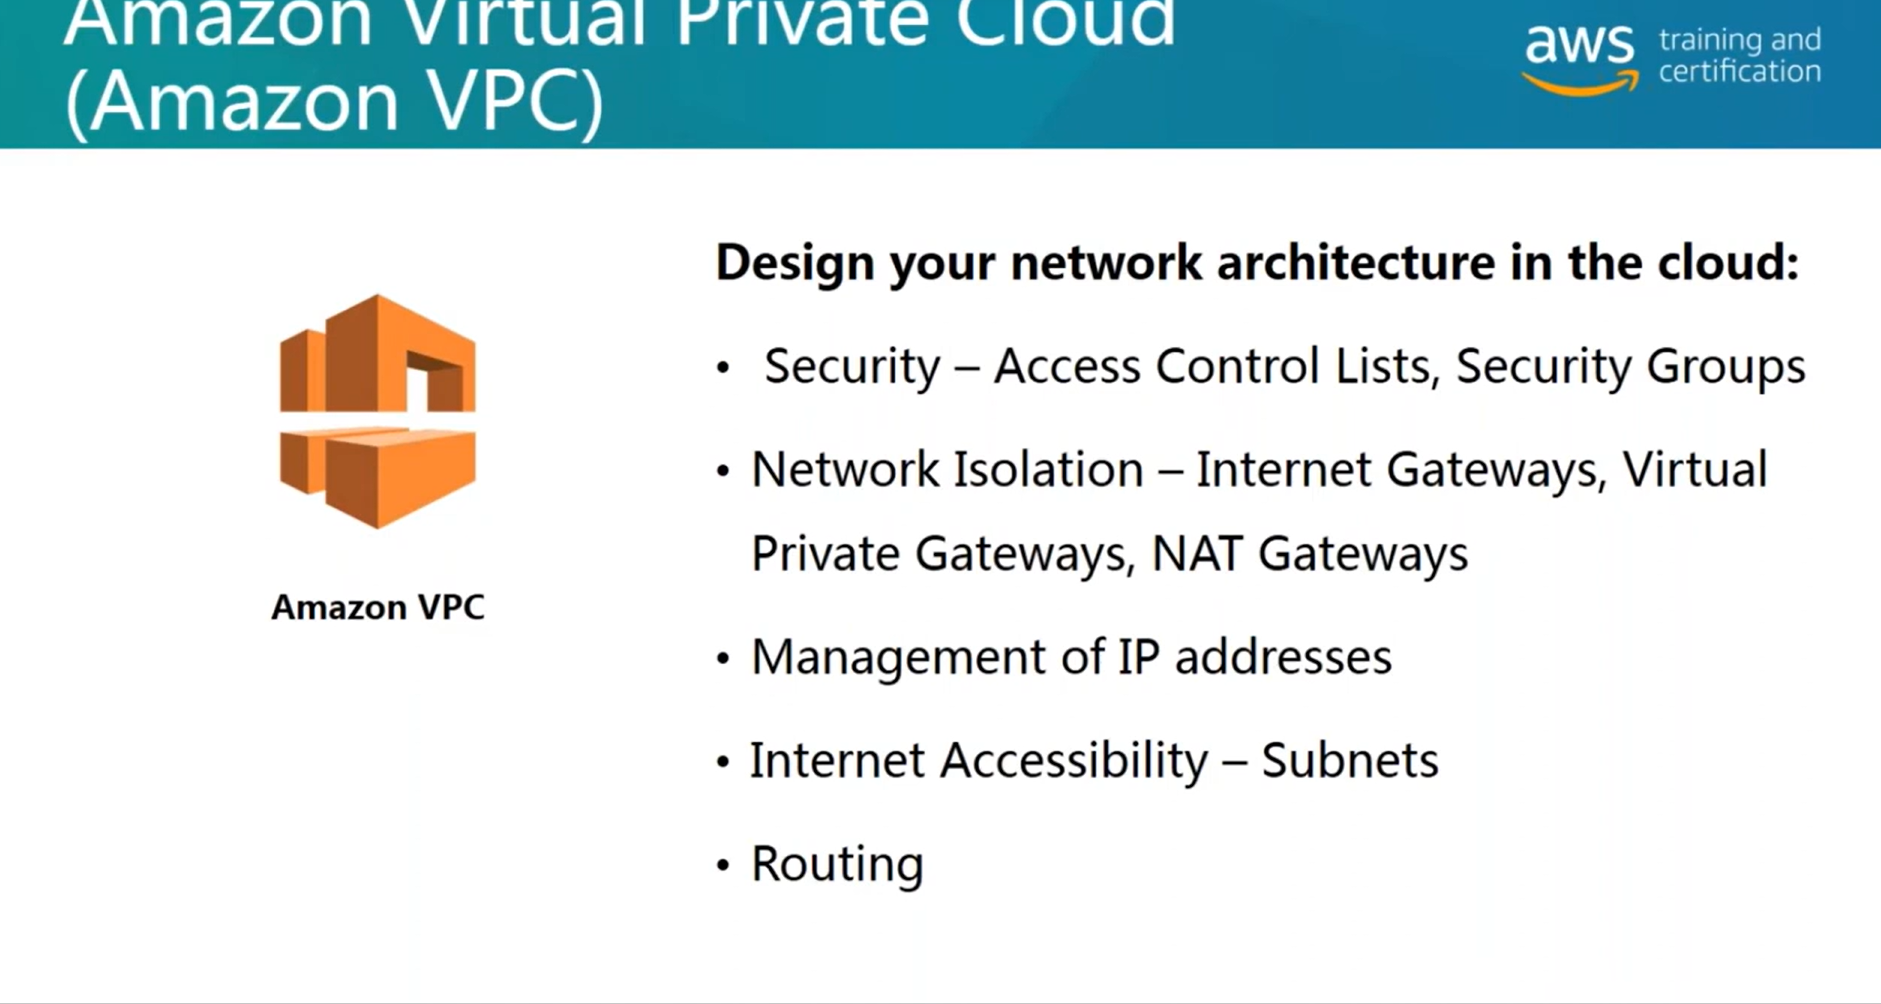 Amazon Virtual Private Cloud
(Amazon VPC)
aws training and
certification
Design your network architecture in the cloud:
• Security – Access Control Lists, Security Groups
• Network Isolation – Internet Gateways, Virtual
Private Gateways, NAT Gateways
Amazon VPC
• Management of IP addresses
• Internet Accessibility – Subnets
• Routing